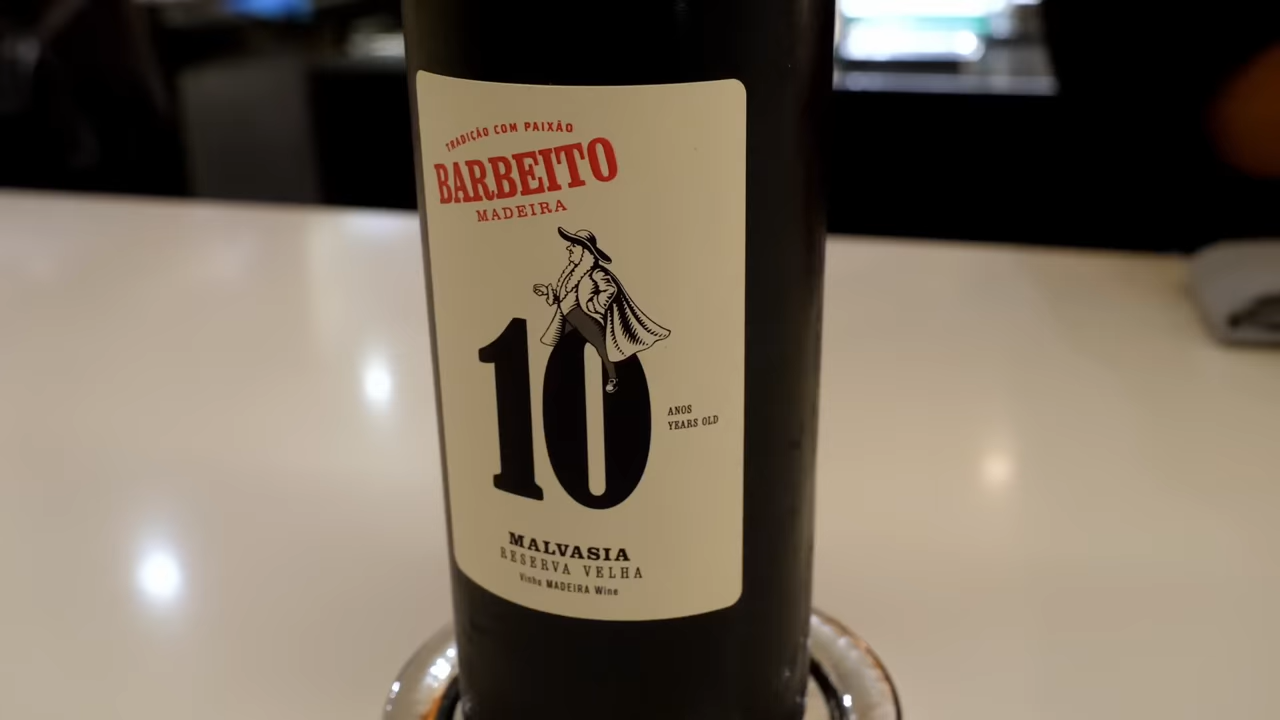 TRADIÇÃO COM PAIXÃO
BARBEITO
MADEIRA
10
ANOS
YEARS OLD
MALVASIA
RESERVA VELHA
Vinho MADEIRA Wine